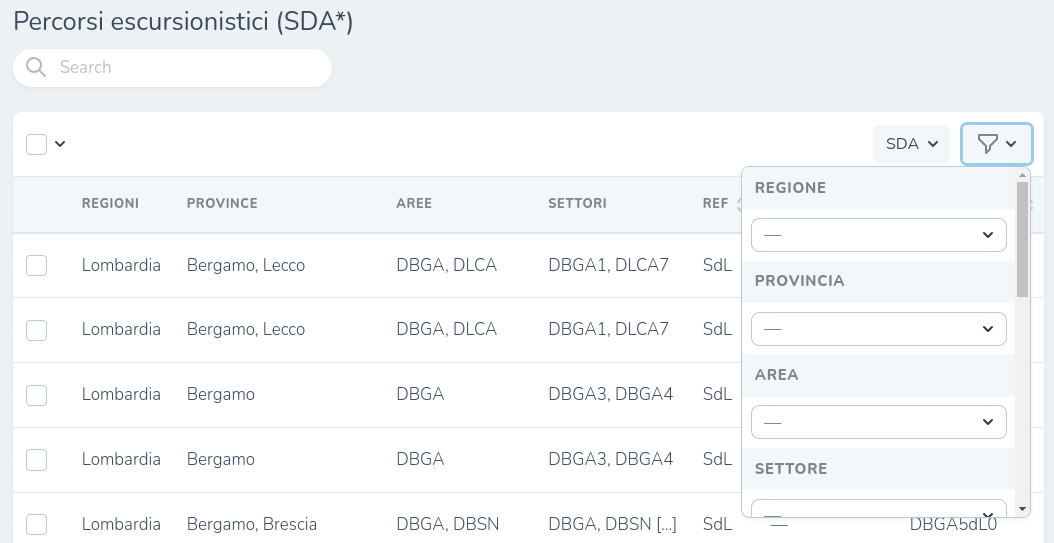 Percorsi escursionistici (SDA*)
Search
SDA
REGIONI PROVINCE AREE SETTORI REF
Lombardia Bergamo, Lecco DBGA, DLCA DBGA1, DLCA7 SdL
Lombardia Bergamo, Lecco DBGA, DLCA DBGA1, DLCA7 SdL
Lombardia Bergamo DBGA DBGA3, DBGA4 SdL
Lombardia Bergamo DBGA DBGA3, DBGA4 SdL
Lombardia Bergamo, Brescia DBGA, DBSN DBGA, DBSN [...] SdL — DBGA5dL0
REGIONE
—
PROVINCIA
—
AREA
—
SETTORE
—